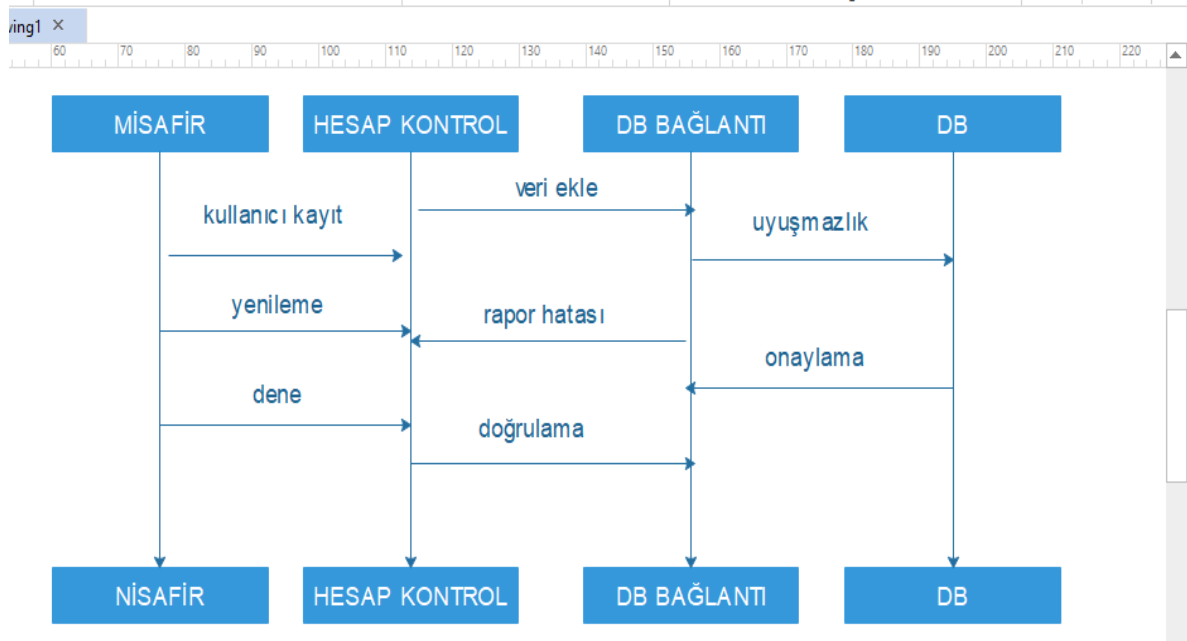 ving1 ×
60 70 80 90 100 110 120 130 140 150 160 170 180 190 200 210 220
MİSAFİR HESAP KONTROL DB BAĞLANTI DB
veri ekle
kullanıcı kayıt
uyuşmazlık
yenileme
rapor hatası
onaylama
dene
doğrulama
NİSAFİR HESAP KONTROL DB BAĞLANTI DB